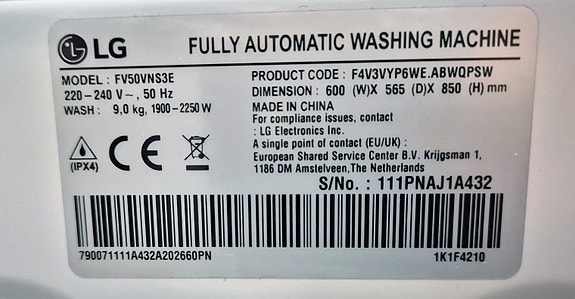 LG FULLY AUTOMATIC WASHING MACHINE
MODEL : FV50VNS3E
220-240 V~, 50 Hz
WASH : 9,0 kg, 1900-2250 W
(IPX4)
CE
PRODUCT CODE : F4V3VYP6WE.ABWQPSW
DIMENSION : 600 (W)X 565 (D)X 850 (H) mm
MADE IN CHINA
For compliance issues, contact
: LG Electronics Inc.
A single point of contact (EU/UK) :
European Shared Service Center B.V. Krijgsman 1,
1186 DM Amstelveen,The Netherlands
S/No. : 111PNAJ1A432
790071111A432A202660PN
1K1F4210